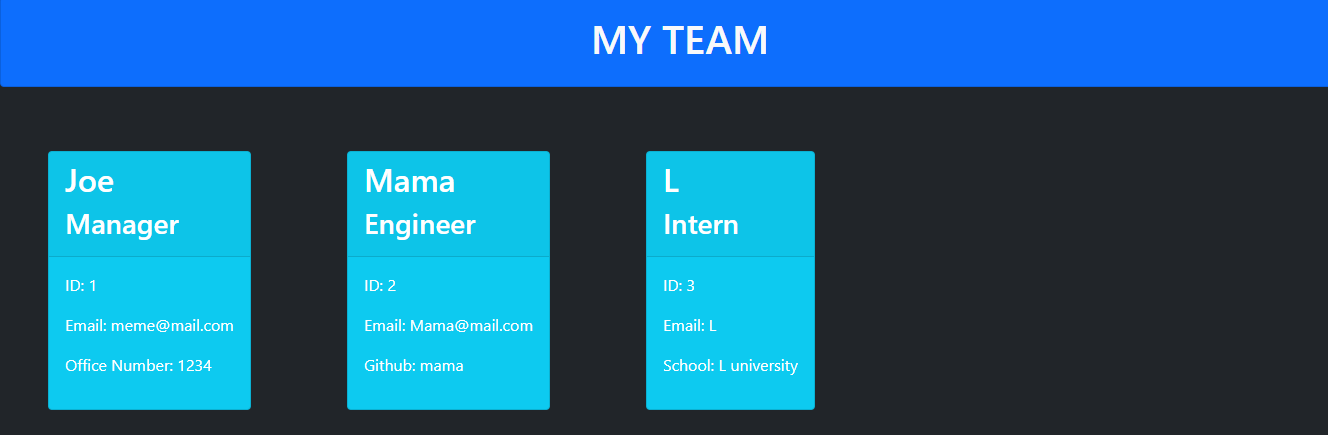 MY TEAM
Joe
Manager
ID: 1
Email: meme@mail.com
Office Number: 1234
Mama
Engineer
ID: 2
Email: Mama@mail.com
Github: mama
L
Intern
ID: 3
Email: L
School: L university